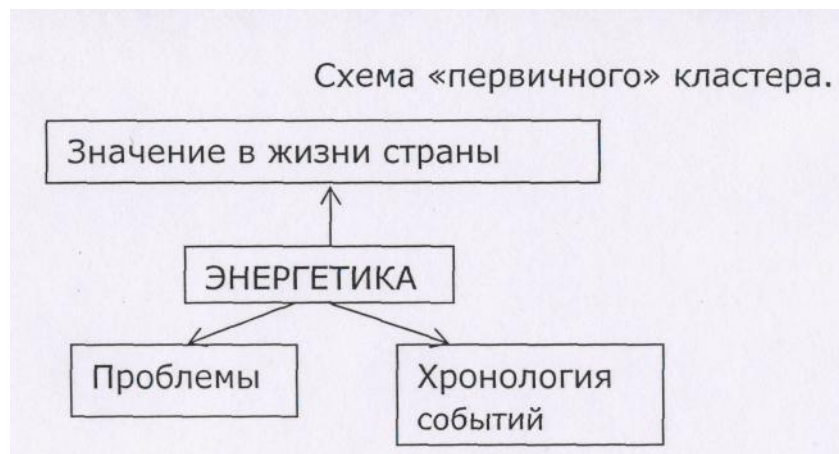 Схема «первичного» кластера.
Значение в жизни страны
ЭНЕРГЕТИКА
Проблемы
Хронология
событий